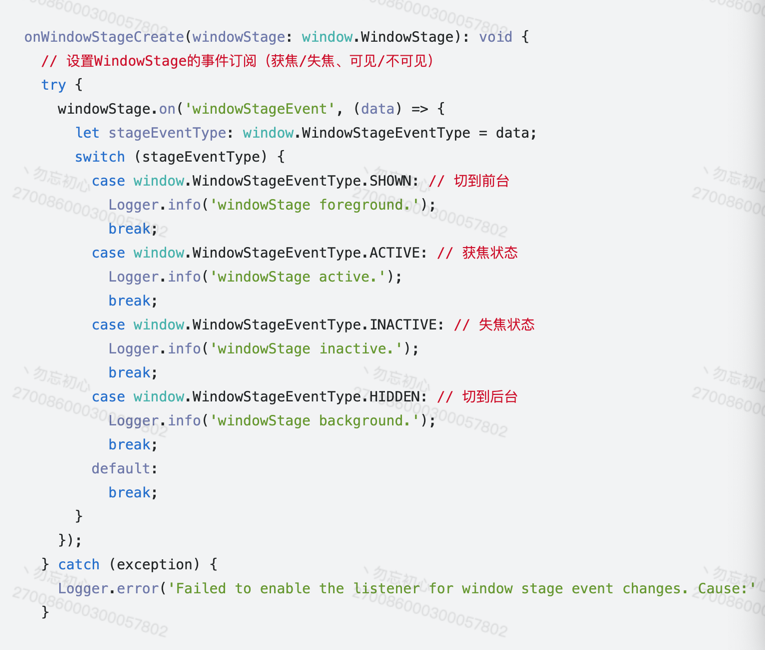 onWindowStageCreate(windowStage: window.WindowStage): void {
// 设置WindowStage的事件订阅（获焦/失焦、可见/不可见）
try {
windowStage.on('windowStageEvent', (data) => {
let stageEventType: window.WindowStageEventType = data;
switch (stageEventType) {
case window.WindowStageEventType.SHOWN: // 切到前台
Logger.info('windowStage foreground.');
break;
case window.WindowStageEventType.ACTIVE: // 获焦状态
Logger.info('windowStage active.');
break;
case window.WindowStageEventType.INACTIVE: // 失焦状态
Logger.info('windowStage inactive.');
break;
case window.WindowStageEventType.HIDDEN: // 切到后台
Logger.info('windowStage background.');
break;
default:
break;
}
});
} catch (exception) {
Logger.error('Failed to enable the listener for window stage event changes. Cause:'
}
丶勿忘初心
270086000300057802